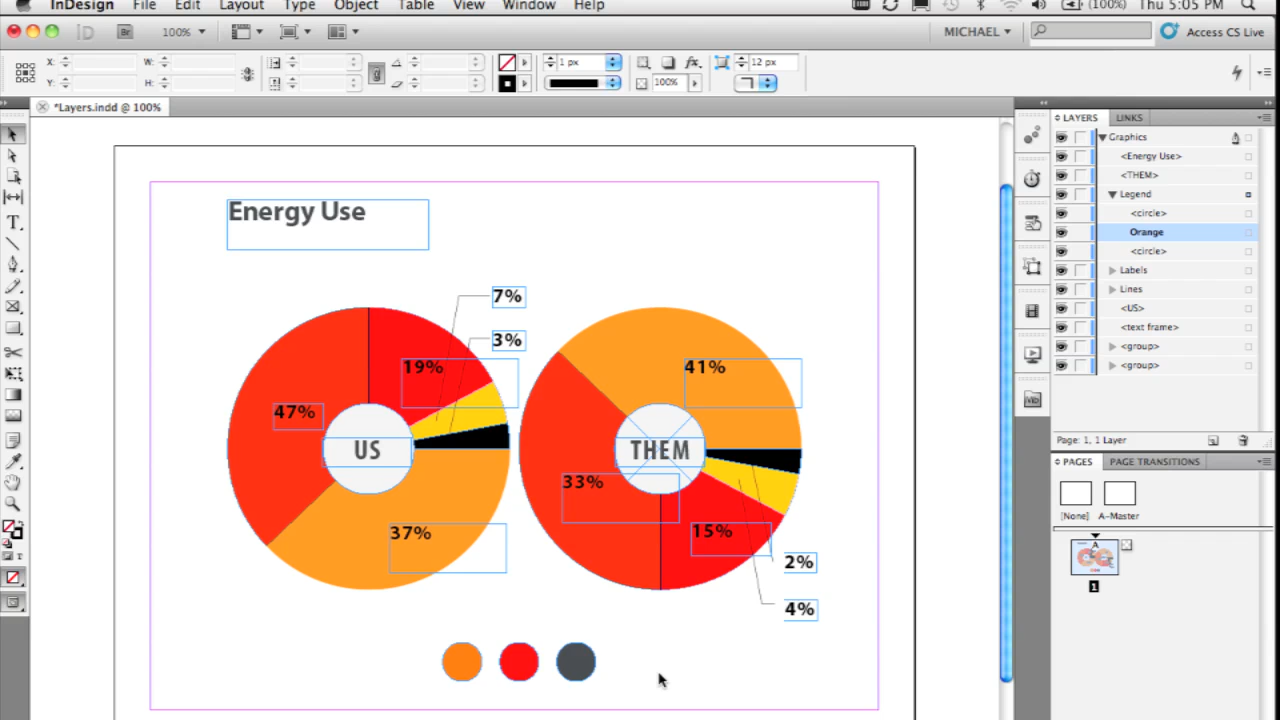 InDesign File Edit Layout Type Object Table View Window Help (100%) Thu 5:05 PM
Br 100% MICHAEL Access CS Live
X: W: 1 px fx. 12 px
Y: H: 100%
*Layers.indd @ 100%
LAYERS LINKS
Graphics
<Energy Use>
<THEM>
Legend
<circle>
Orange
<circle>
Labels
Lines
<US>
<text frame>
<group>
<group>
Page: 1, 1 Layer
PAGES PAGE TRANSITIONS
[None] A-Master
A
1
Energy Use
7%
3%
19%
47%
US
37%
41%
THEM
33%
15%
2%
4%